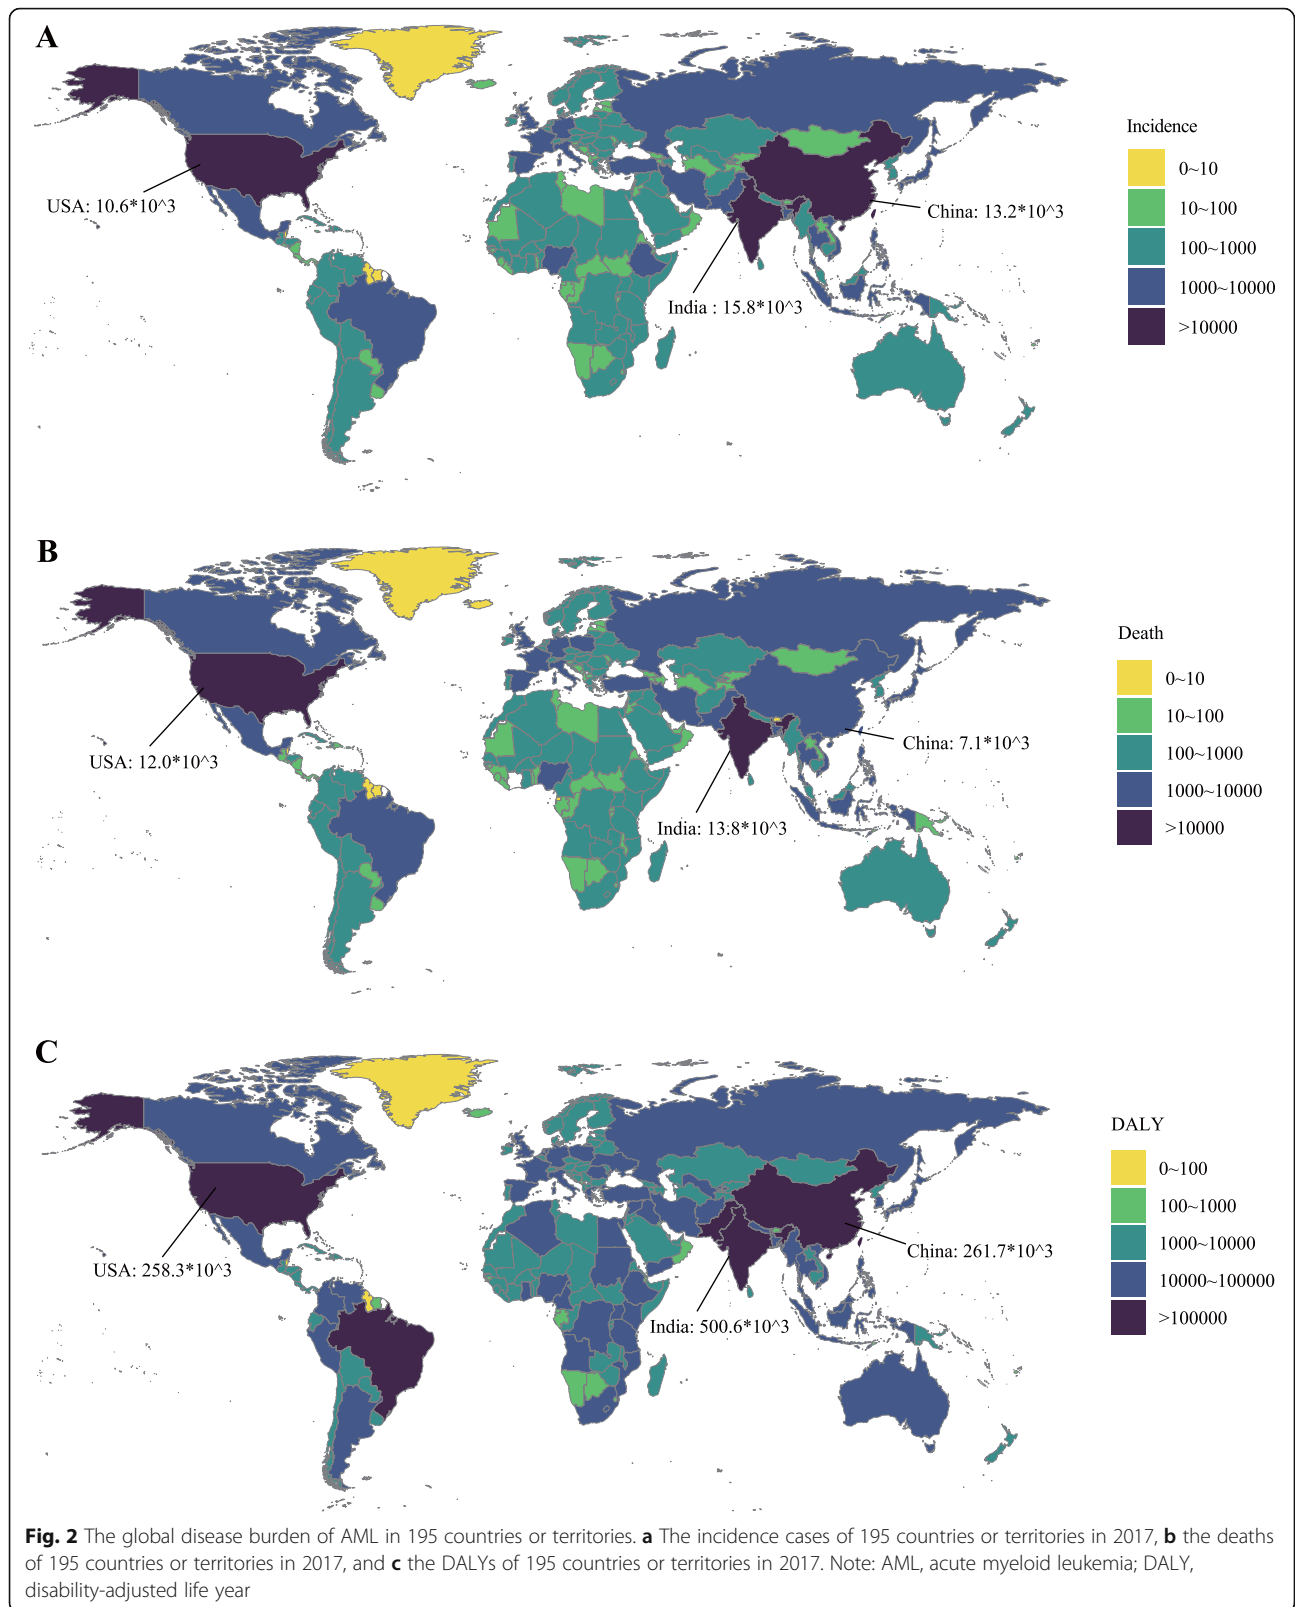 A
Incidence
0~10
10~100
100~1000
1000~10000
>10000
USA: 10.6*10^3
China: 13.2*10^3
India : 15.8*10^3
B
Death
0~10
10~100
100~1000
1000~10000
>10000
USA: 12.0*10^3
China: 7.1*10^3
India: 13.8*10^3
C
DALY
0~100
100~1000
1000~10000
10000~100000
>100000
USA: 258.3*10^3
China: 261.7*10^3
India: 500.6*10^3
Fig. 2 The global disease burden of AML in 195 countries or territories. a The incidence cases of 195 countries or territories in 2017, b the deaths
of 195 countries or territories in 2017, and c the DALYs of 195 countries or territories in 2017. Note: AML, acute myeloid leukemia; DALY,
disability-adjusted life year